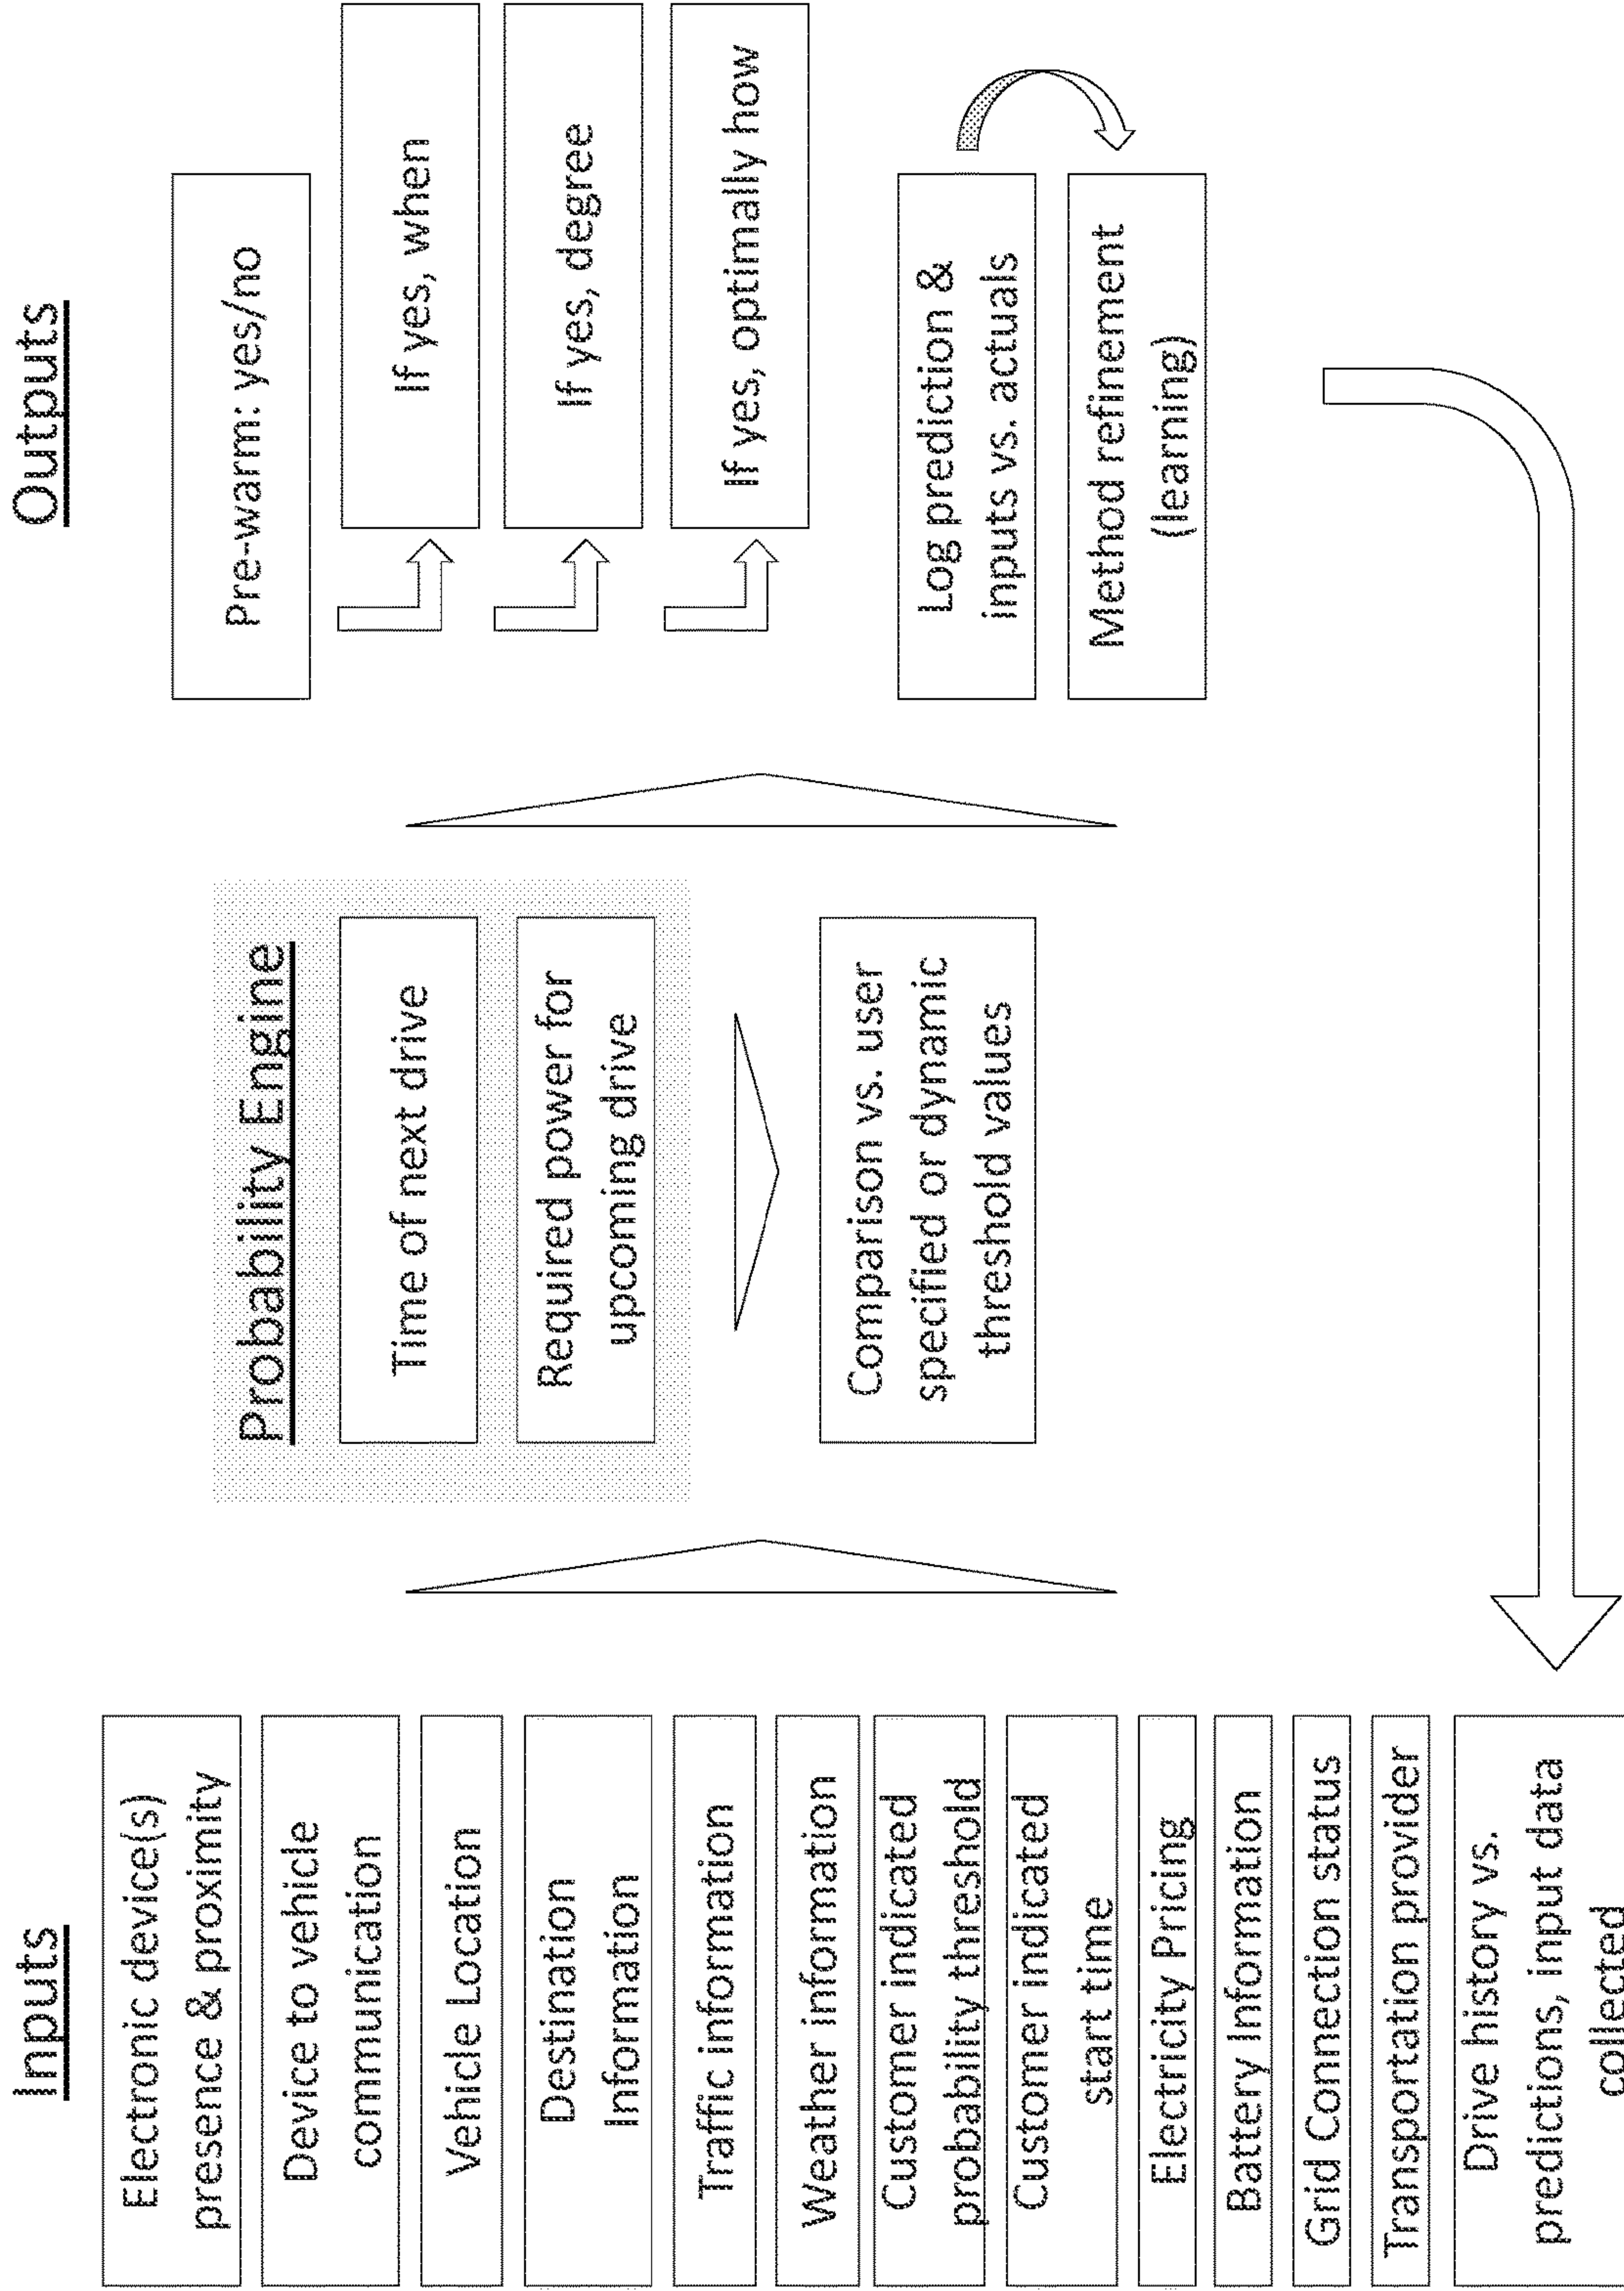 Inputs
Electronic device(s)
presence & proximity
Device to vehicle
communication
Vehicle Location
Destination
Information
Traffic information
Weather information
Customer indicated
probability threshold
Customer indicated
start time
Electricity Pricing
Battery Information
Grid Connection status
Transportation provider
Drive history vs.
predictions, input data
collected
Probability Engine
Time of next drive
Required power for
upcoming drive
Comparison vs. user
specified or dynamic
threshold values
Outputs
Pre-warm: yes/no
If yes, when
If yes, degree
If yes, optimally how
Log prediction &
inputs vs. actuals
Method refinement
(learning)